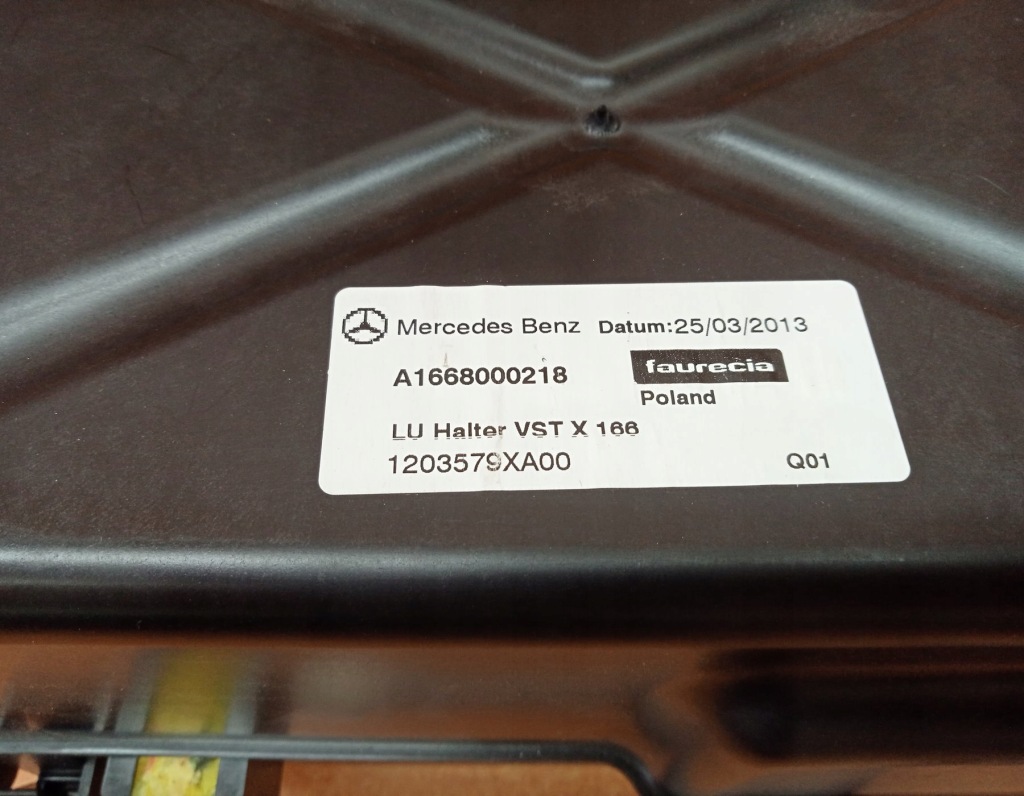 Mercedes Benz Datum:25/03/2013
A1668000218 faurecia
Poland
LU Halter VST X 166
1203579XA00 Q01